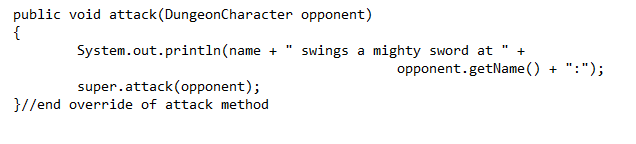 public void attack(DungeonCharacter opponent)
{
System.out.println(name + " swings a mighty sword at " +
opponent.getName() + ":");
super.attack(opponent);
}//end override of attack method